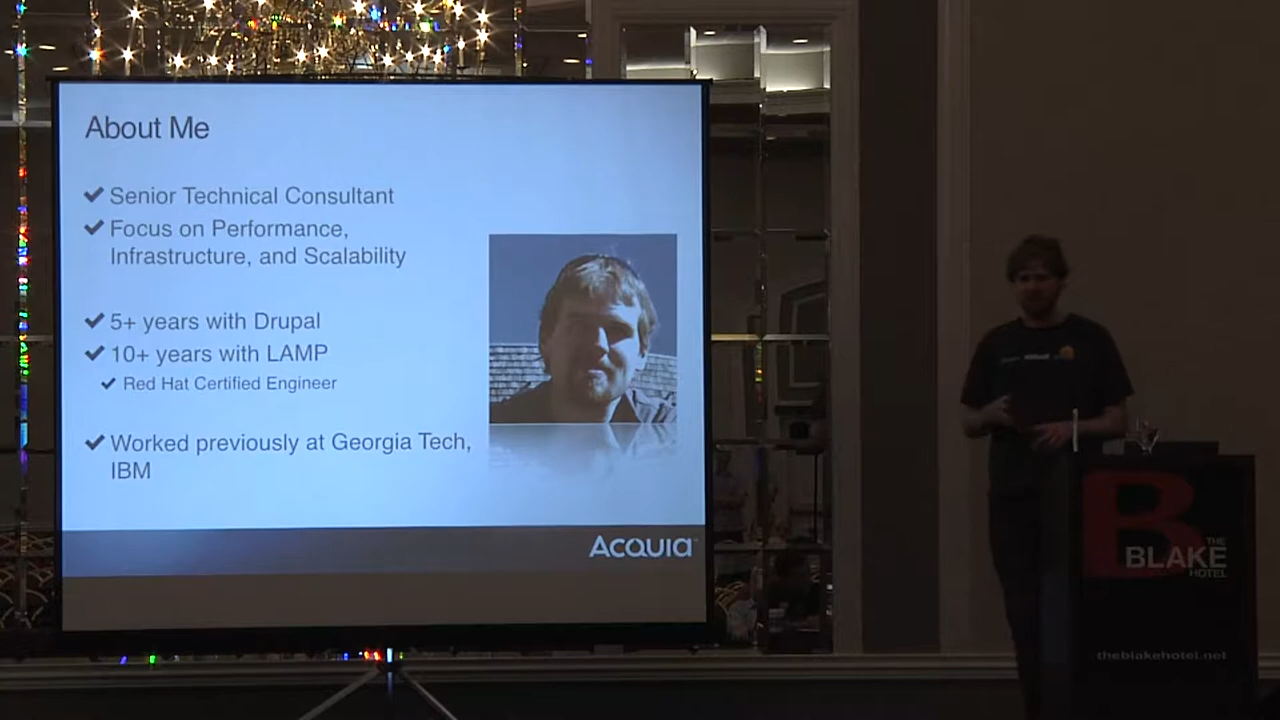 About Me
Senior Technical Consultant
Focus on Performance,
Infrastructure, and Scalability
5+ years with Drupal
10+ years with LAMP
Red Hat Certified Engineer
Worked previously at Georgia Tech,
IBM
ACQUIA
B
THE
BLAKE
HOTEL
theblakehotel.net